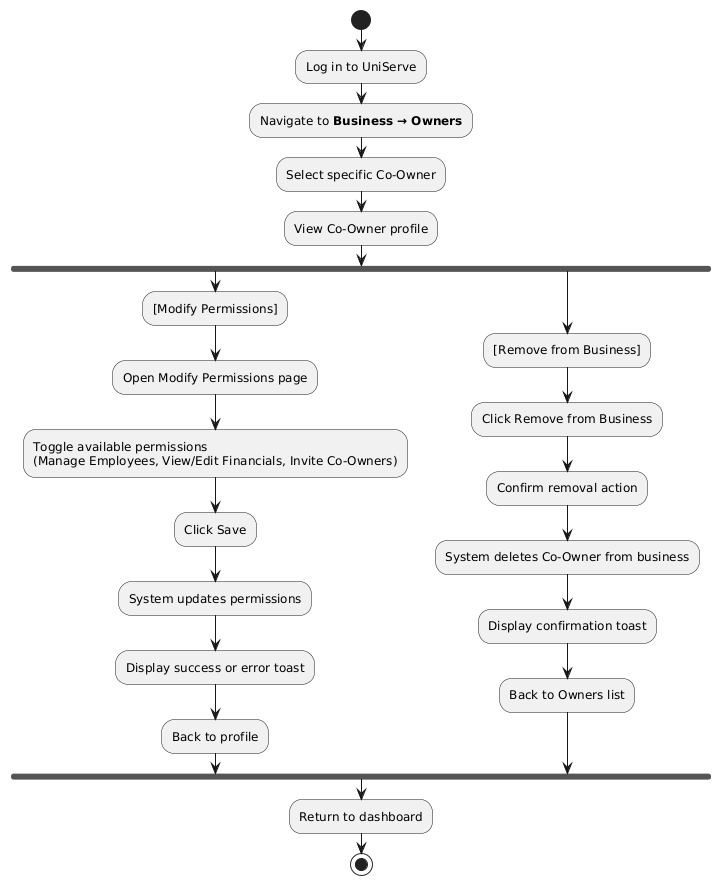 Log in to UniServe
Navigate to Business → Owners
Select specific Co-Owner
View Co-Owner profile
[Modify Permissions]
Open Modify Permissions page
Toggle available permissions
(Manage Employees, View/Edit Financials, Invite Co-Owners)
Click Save
System updates permissions
Display success or error toast
Back to profile
[Remove from Business]
Click Remove from Business
Confirm removal action
System deletes Co-Owner from business
Display confirmation toast
Back to Owners list
Return to dashboard